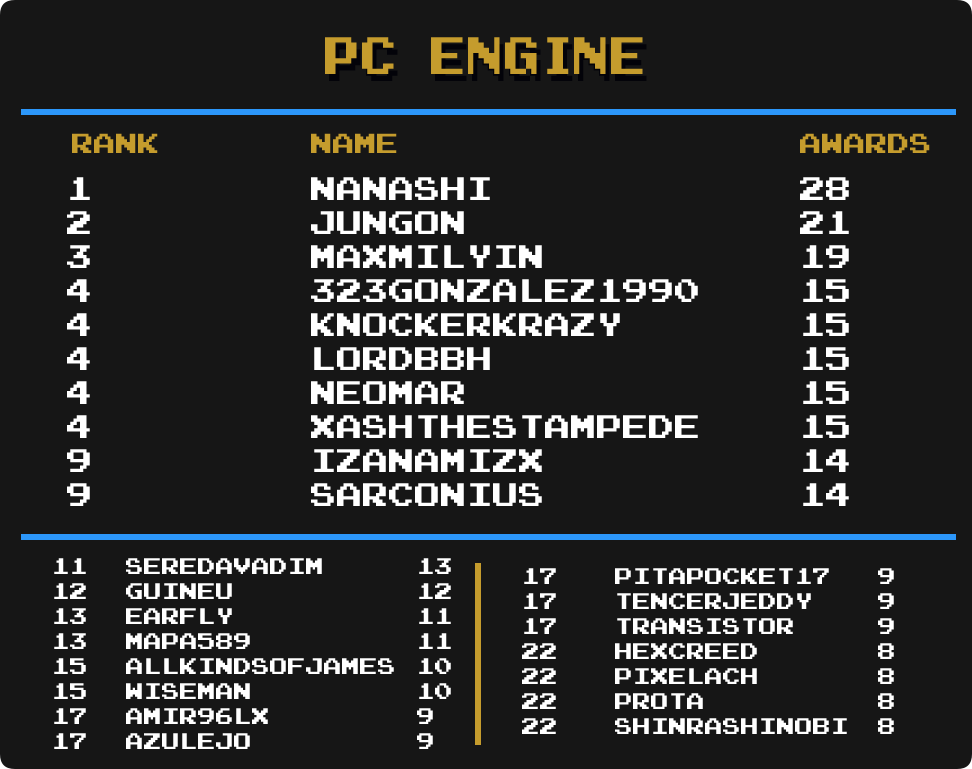 PC ENGINE
RANK NAME AWARDS
1 NANASHI 28
2 JUNGON 21
3 MAXMILYIN 19
4 323GONZALEZ1990 15
4 KNOCKERKRAZY 15
4 LORDBBH 15
4 NEOMAR 15
4 XASHTHESTAMPEDE 15
9 IZANAMIZX 14
9 SARCONIUS 14
11 SEREDAVADIM 13
12 GUINEU 12
13 EARFLY 11
13 MAPA589 11
15 ALLKINDSOFJAMES 10
15 WISEMAN 10
17 AMIR96LX 9
17 AZULEJO 9
17 PITAPOCKET17 9
17 TENCERJEDDY 9
17 TRANSISTOR 9
22 HEXCREED 8
22 PIXELACH 8
22 PROTA 8
22 SHINRASHINOBI 8